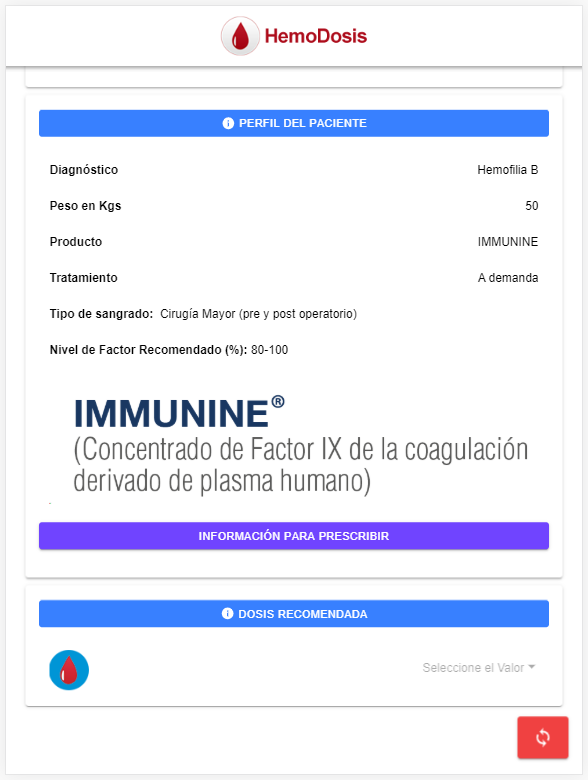 HemoDosis
PERFIL DEL PACIENTE
Diagnóstico Hemofilia B
Peso en Kgs 50
Producto IMMUNINE
Tratamiento A demanda
Tipo de sangrado: Cirugía Mayor (pre y post operatorio)
Nivel de Factor Recomendado (%): 80-100
IMMUNINE®
(Concentrado de Factor IX de la coagulación
derivado de plasma humano)
INFORMACIÓN PARA PRESCRIBIR
DOSIS RECOMENDADA
Seleccione el Valor